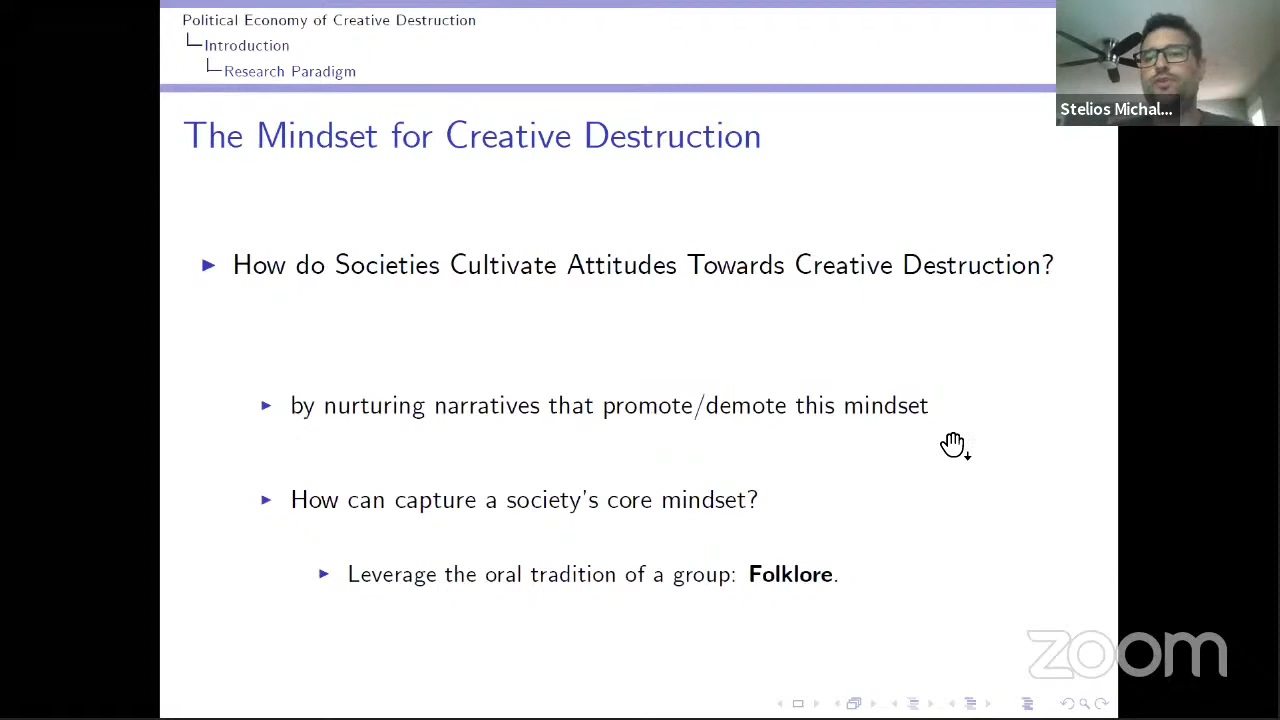 Political Economy of Creative Destruction
Introduction
Research Paradigm
Stelios Michal...
The Mindset for Creative Destruction
How do Societies Cultivate Attitudes Towards Creative Destruction?
by nurturing narratives that promote/demote this mindset
How can capture a society's core mindset?
Leverage the oral tradition of a group: Folklore.
zoom